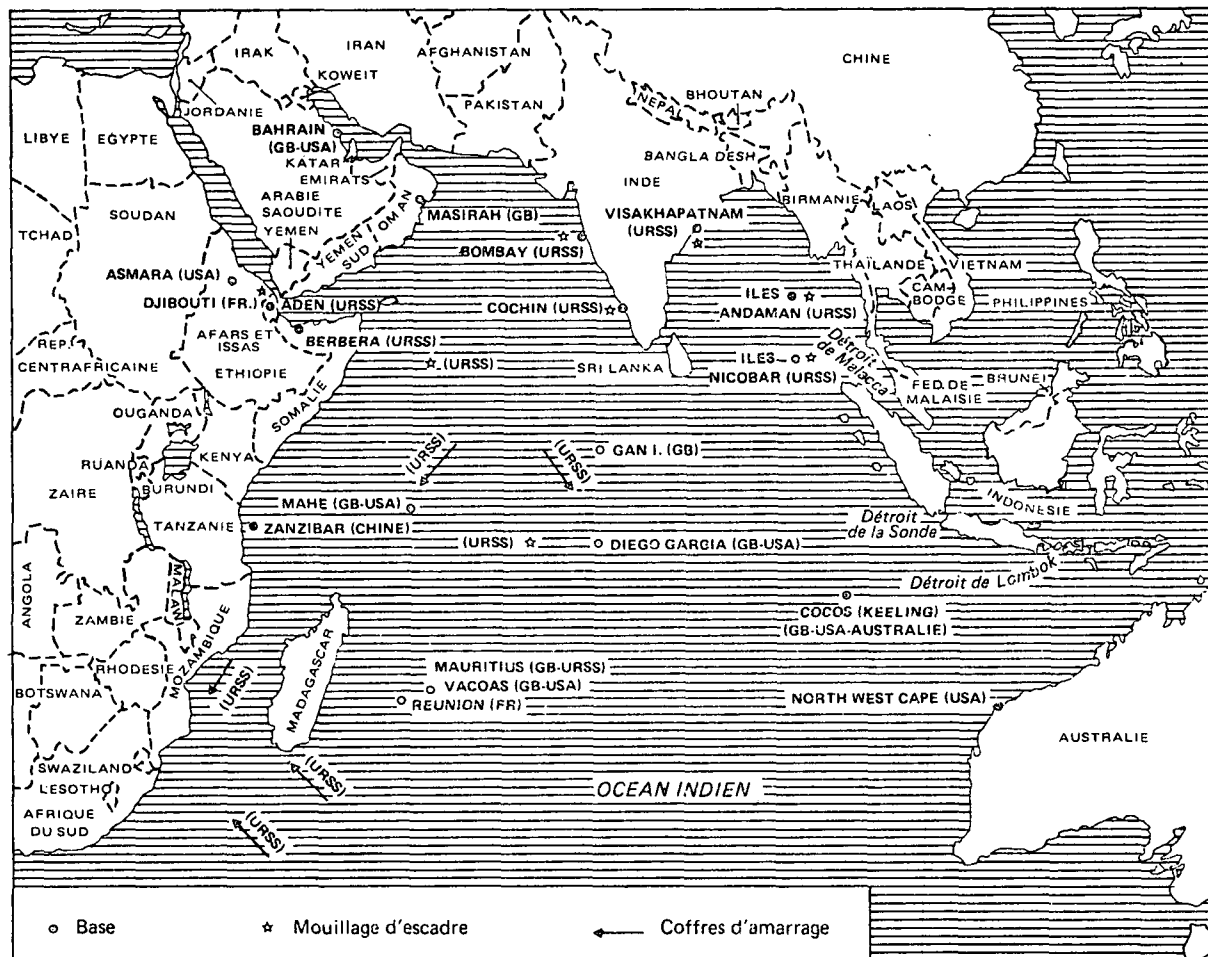 IRAK
IRAN
AFGHANISTAN
CHINE
KOWEIT
JORDANIE
PAKISTAN
NEPAL
BHOUTAN
LIBYE
EGYPTE
BAHRAIN
(GB-USA)
KATAR
EMIRATS
BANGLA DESH
INDE
ARABIE
SAOUDITE
OMAN
MASIRAH (GB)
VISAKHAPATNAM
(URSS)
BIRMANIE
LAOS
SOUDAN
TCHAD
YEMEN
YEMEN
SUD
BOMBAY (URSS)
ASMARA (USA)
THAÏLANDE
VIETNAM
DJIBOUTI (FR.)
ADEN (URSS)
COCHIN (URSS)
ILES
ANDAMAN (URSS)
CAM-
BODGE
PHILIPPINES
AFARS ET
ISSAS
BERBERA (URSS)
REP.
CENTRAFRICAINE
ETHIOPIE
(URSS)
SRI LANKA
ILES
NICOBAR (URSS)
Détroit
de Malacca
FED. DE
MALAISIE
BRUNEI
OUGANDA
SOMALIE
KENYA
RUANDA
(URSS)
(URSS)
GAN I. (GB)
ZAIRE
BURUNDI
MAHE (GB-USA)
INDONESIE
TANZANIE
ZANZIBAR (CHINE)
Détroit
de la Sonde
(URSS)
DIEGO GARCIA (GB-USA)
Détroit de Lombok
ANGOLA
MALAWI
ZAMBIE
COCOS (KEELING)
(GB-USA-AUSTRALIE)
MOZAMBIQUE
RHODESIE
MADAGASCAR
MAURITIUS (GB-URSS)
VACOAS (GB-USA)
REUNION (FR)
BOTSWANA
(URSS)
NORTH WEST CAPE (USA)
AUSTRALIE
SWAZILAND
LESOTHO
(URSS)
OCEAN INDIEN
AFRIQUE
DU SUD
(URSS)
Base
Mouillage d'escadre
Coffres d'amarrage